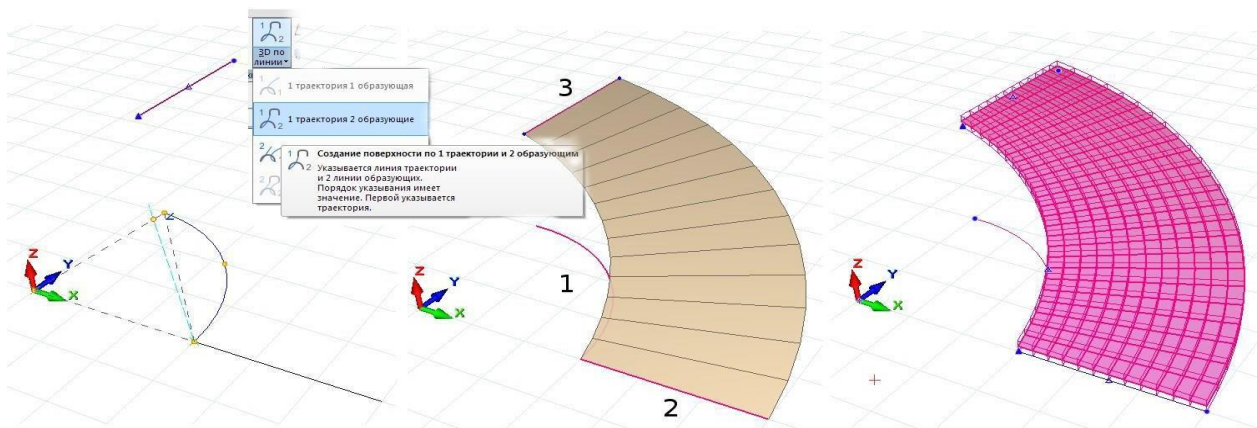 1
2
3D по
линии
1 траектория 1 образующая
1 траектория 2 образующие
Создание поверхности по 1 траектории и 2 образующим
Указывается линия траектории
и 2 линии образующих.
Порядок указывания имеет
значение. Первой указывается
траектория.
Z
Y
X
3
1
2
Z
Y
X
Z
Y
X